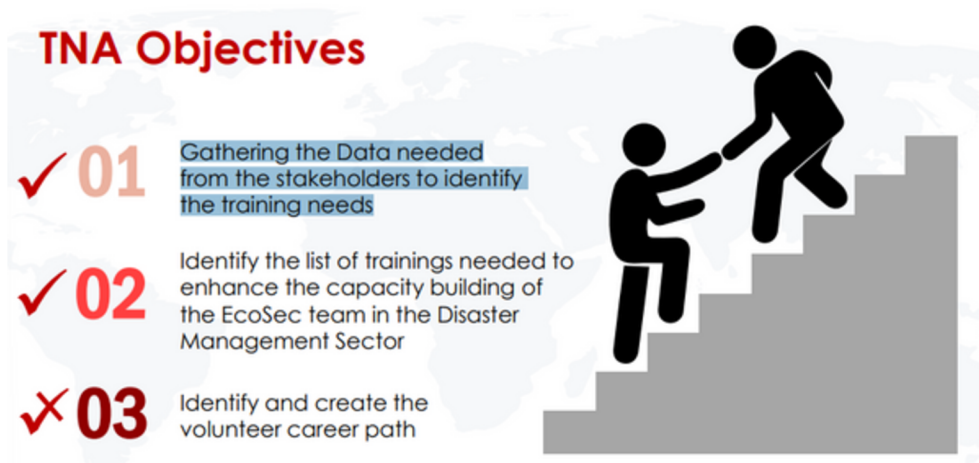 TNA Objectives
01
Gathering the Data needed
from the stakeholders to identify
the training needs
02
Identify the list of trainings needed to
enhance the capacity building of
the EcoSec team in the Disaster
Management Sector
03
Identify and create the
volunteer career path